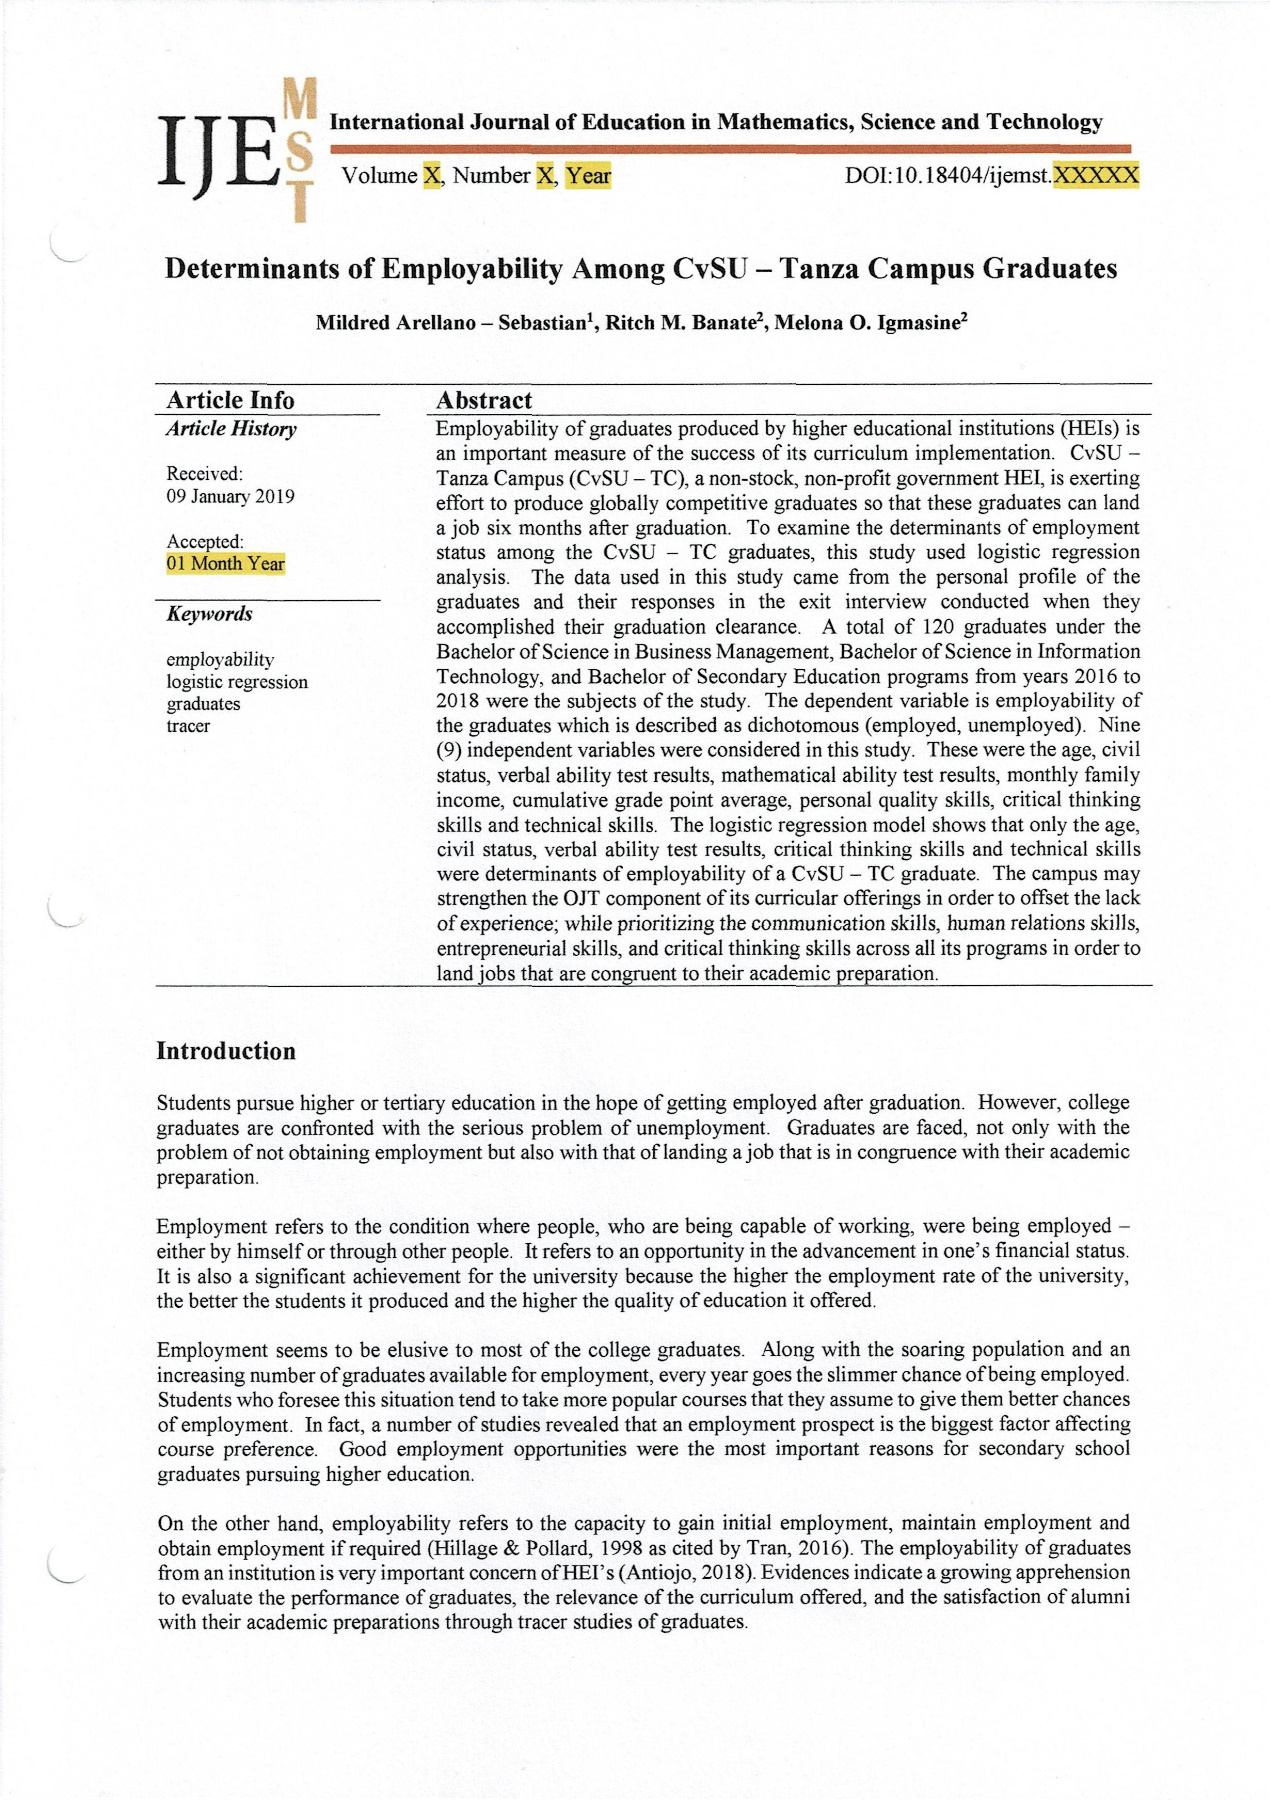 IJE
M
S
T
International Journal of Education in Mathematics, Science and Technology
Volume X, Number X, Year DOI:10.18404/ijemst.XXXXX
Determinants of Employability Among CvSU – Tanza Campus Graduates
Mildred Arellano – Sebastian¹, Ritch M. Banate², Melona O. Igmasine²
Article Info
Article History
Received:
09 January 2019
Accepted:
01 Month Year
Keywords
employability
logistic regression
graduates
tracer
Abstract
Employability of graduates produced by higher educational institutions (HEIs) is
an important measure of the success of its curriculum implementation. CvSU –
Tanza Campus (CvSU – TC), a non-stock, non-profit government HEI, is exerting
effort to produce globally competitive graduates so that these graduates can land
a job six months after graduation. To examine the determinants of employment
status among the CvSU – TC graduates, this study used logistic regression
analysis. The data used in this study came from the personal profile of the
graduates and their responses in the exit interview conducted when they
accomplished their graduation clearance. A total of 120 graduates under the
Bachelor of Science in Business Management, Bachelor of Science in Information
Technology, and Bachelor of Secondary Education programs from years 2016 to
2018 were the subjects of the study. The dependent variable is employability of
the graduates which is described as dichotomous (employed, unemployed). Nine
(9) independent variables were considered in this study. These were the age, civil
status, verbal ability test results, mathematical ability test results, monthly family
income, cumulative grade point average, personal quality skills, critical thinking
skills and technical skills. The logistic regression model shows that only the age,
civil status, verbal ability test results, critical thinking skills and technical skills
were determinants of employability of a CvSU – TC graduate. The campus may
strengthen the OJT component of its curricular offerings in order to offset the lack
of experience; while prioritizing the communication skills, human relations skills,
entrepreneurial skills, and critical thinking skills across all its programs in order to
land jobs that are congruent to their academic preparation.
Introduction
Students pursue higher or tertiary education in the hope of getting employed after graduation. However, college
graduates are confronted with the serious problem of unemployment. Graduates are faced, not only with the
problem of not obtaining employment but also with that of landing a job that is in congruence with their academic
preparation.
Employment refers to the condition where people, who are being capable of working, were being employed –
either by himself or through other people. It refers to an opportunity in the advancement in one's financial status.
It is also a significant achievement for the university because the higher the employment rate of the university,
the better the students it produced and the higher the quality of education it offered.
Employment seems to be elusive to most of the college graduates. Along with the soaring population and an
increasing number of graduates available for employment, every year goes the slimmer chance of being employed.
Students who foresee this situation tend to take more popular courses that they assume to give them better chances
of employment. In fact, a number of studies revealed that an employment prospect is the biggest factor affecting
course preference. Good employment opportunities were the most important reasons for secondary school
graduates pursuing higher education.
On the other hand, employability refers to the capacity to gain initial employment, maintain employment and
obtain employment if required (Hillage & Pollard, 1998 as cited by Tran, 2016). The employability of graduates
from an institution is very important concern of HEI's (Antiojo, 2018). Evidences indicate a growing apprehension
to evaluate the performance of graduates, the relevance of the curriculum offered, and the satisfaction of alumni
with their academic preparations through tracer studies of graduates.